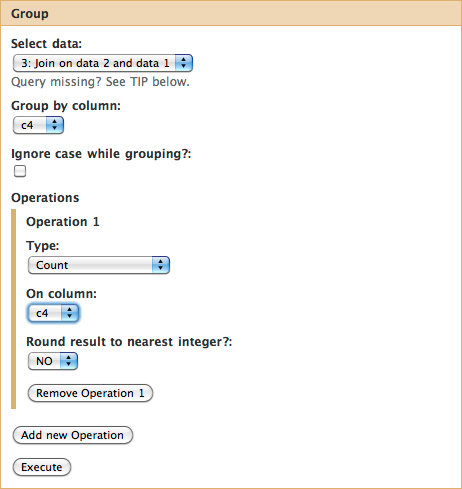 Group
Select data:
3: Join on data 2 and data 1
Query missing? See TIP below.
Group by column:
c4
Ignore case while grouping?:
Operations
Operation 1
Type:
Count
On column:
c4
Round result to nearest integer?:
NO
Remove Operation 1
Add new Operation
Execute